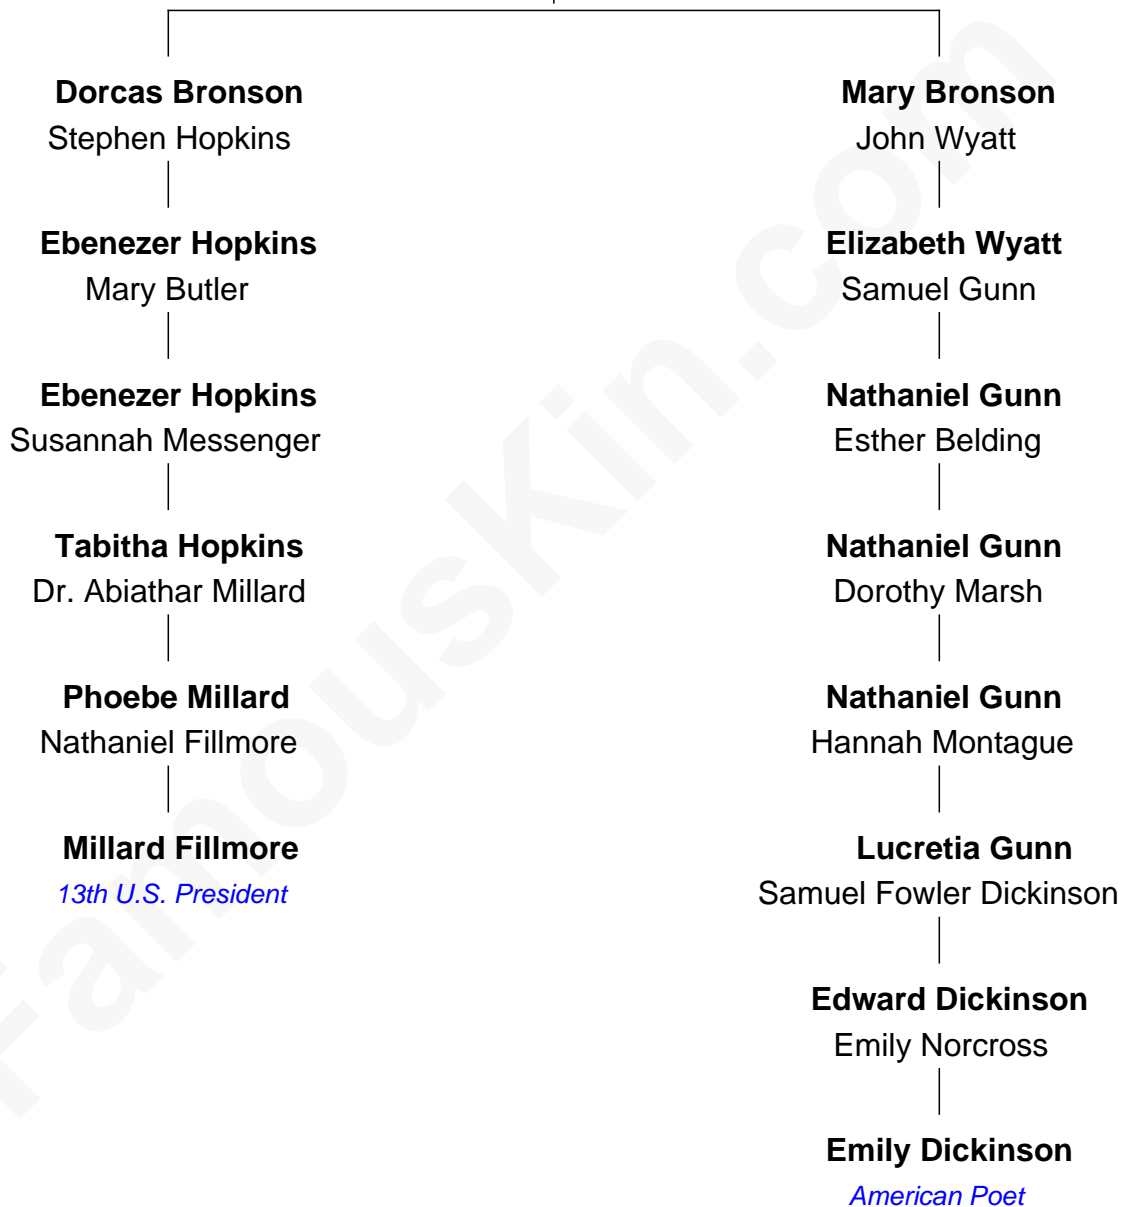 Dorcas Bronson
Stephen Hopkins
Ebenezer Hopkins
Mary Butler
Ebenezer Hopkins
Susannah Messenger
Tabitha Hopkins
Dr. Abiathar Millard
Phoebe Millard
Nathaniel Fillmore
Millard Fillmore
13th U.S. President
Mary Bronson
John Wyatt
Elizabeth Wyatt
Samuel Gunn
Nathaniel Gunn
Esther Belding
Nathaniel Gunn
Dorothy Marsh
Nathaniel Gunn
Hannah Montague
Lucretia Gunn
Samuel Fowler Dickinson
Edward Dickinson
Emily Norcross
Emily Dickinson
American Poet
FamousKin.com